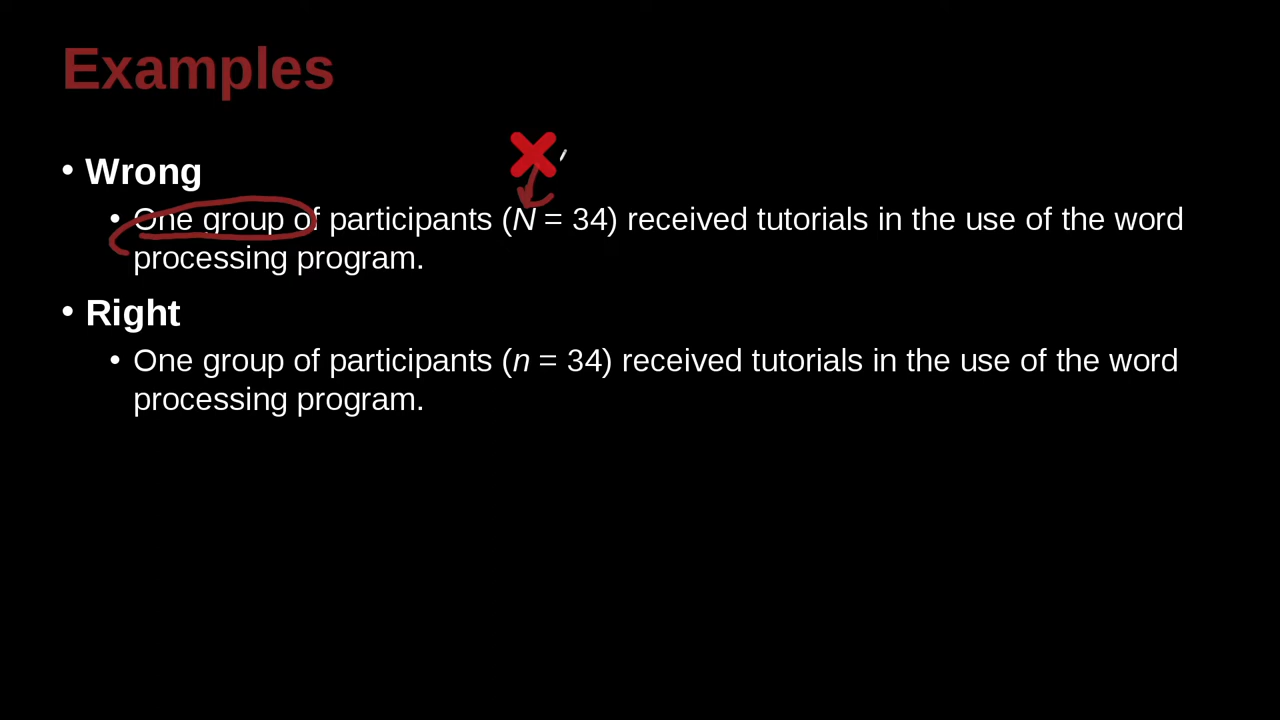 Examples
• Wrong
• One group of participants (N = 34) received tutorials in the use of the word
processing program.
• Right
• One group of participants (n = 34) received tutorials in the use of the word
processing program.